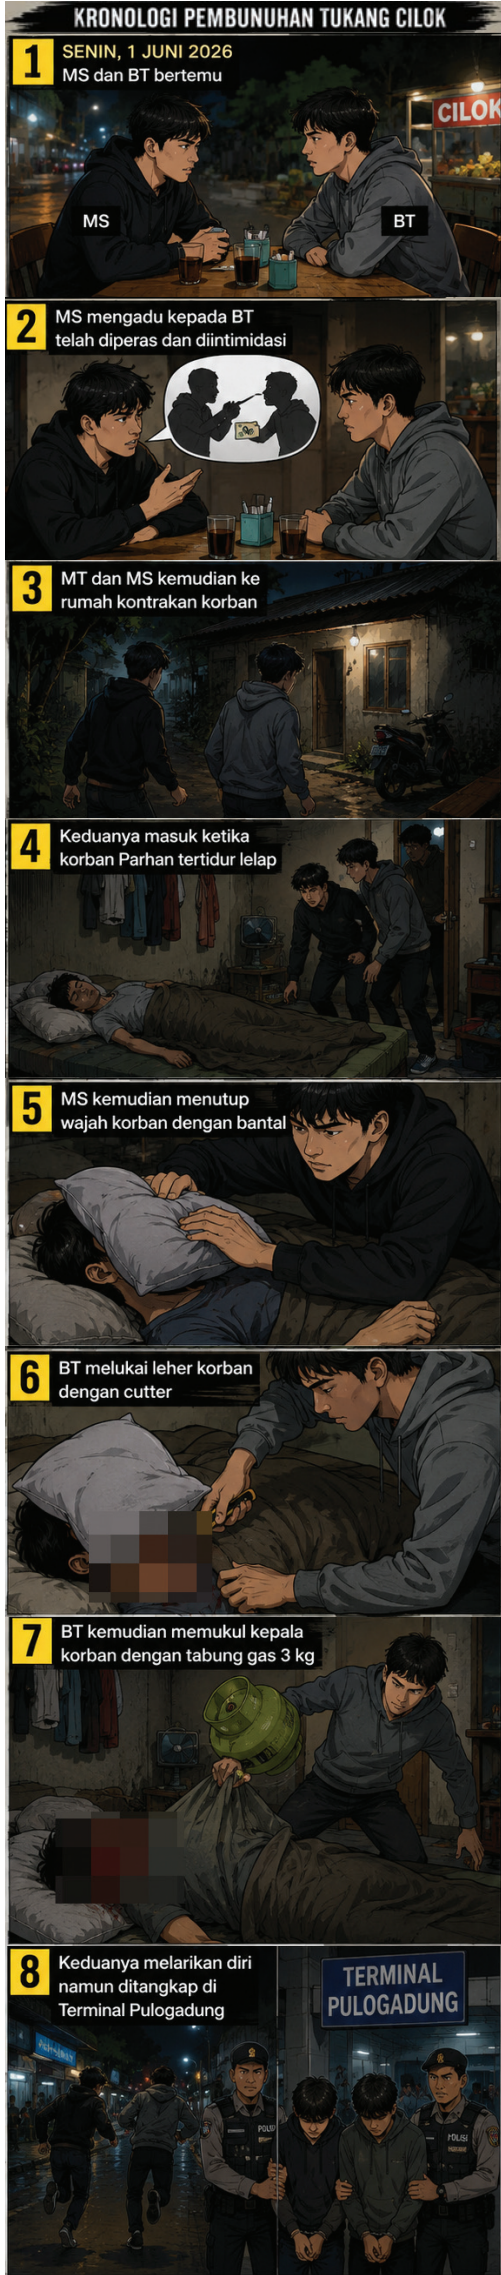 KRONOLOGI PEMBUNUHAN TUKANG CILOK
1
SENIN, 1 JUNI 2026
MS dan BT bertemu
CILOK
MS
BT
2
MS mengadu kepada BT
telah diperas dan diintimidasi
3
MT dan MS kemudian ke
rumah kontrakan korban
4
Keduanya masuk ketika
korban Parhan tertidur lelap
5
MS kemudian menutup
wajah korban dengan bantal
6
BT melukai leher korban
dengan cutter
7
BT kemudian memukul kepala
korban dengan tabung gas 3 kg
8
Keduanya melarikan diri
namun ditangkap di
Terminal Pulogadung
TERMINAL
PULOGADUNG
POLISI